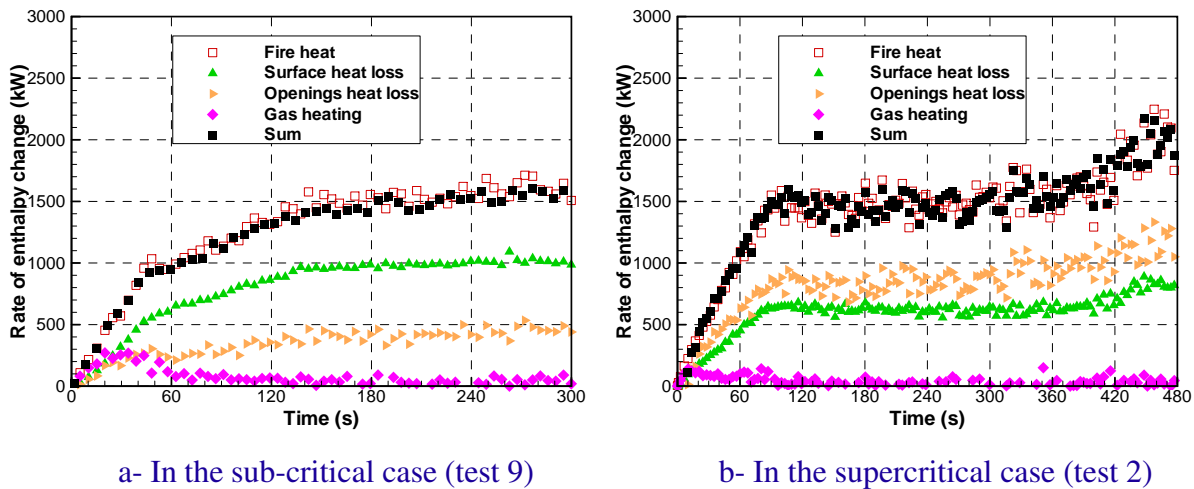 Rate of enthalpy change (kW)
3000
2500
2000
1500
1000
500
0
Fire heat
Surface heat loss
Openings heat loss
Gas heating
Sum
0 60 120 180 240 300
Time (s)
a- In the sub-critical case (test 9)
Rate of enthalpy change (kW)
3000
2500
2000
1500
1000
500
0
Fire heat
Surface heat loss
Openings heat loss
Gas heating
Sum
0 60 120 180 240 300 360 420 480
Time (s)
b- In the supercritical case (test 2)